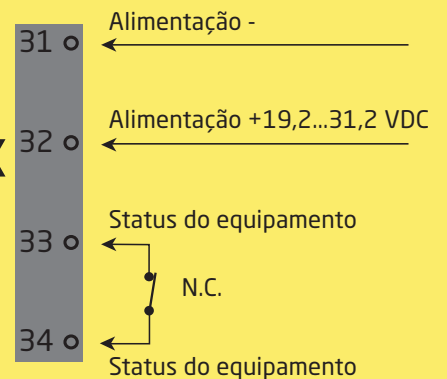 Alimentação -
31
Alimentação +19,2...31,2 VDC
32
Status do equipamento
33
N.C.
34
Status do equipamento